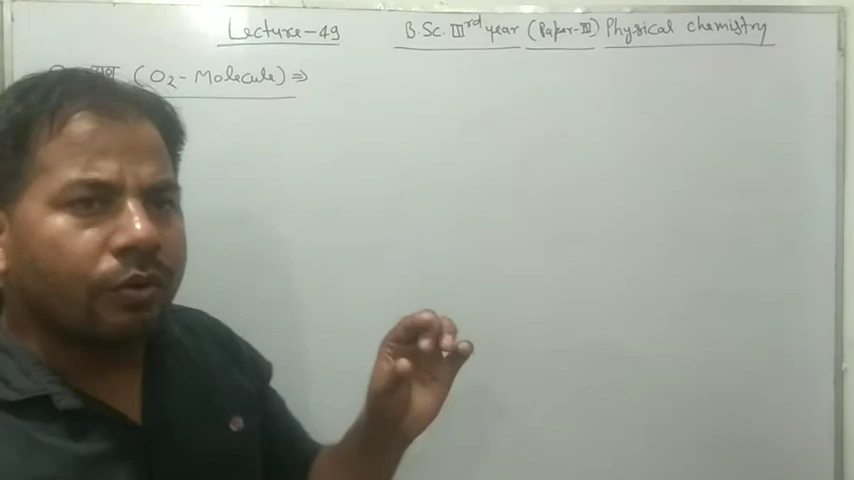 Lecture-49 B.Sc. IIIrd year (Paper-III) Physical chemistry
(O2-Molecule) ⇒